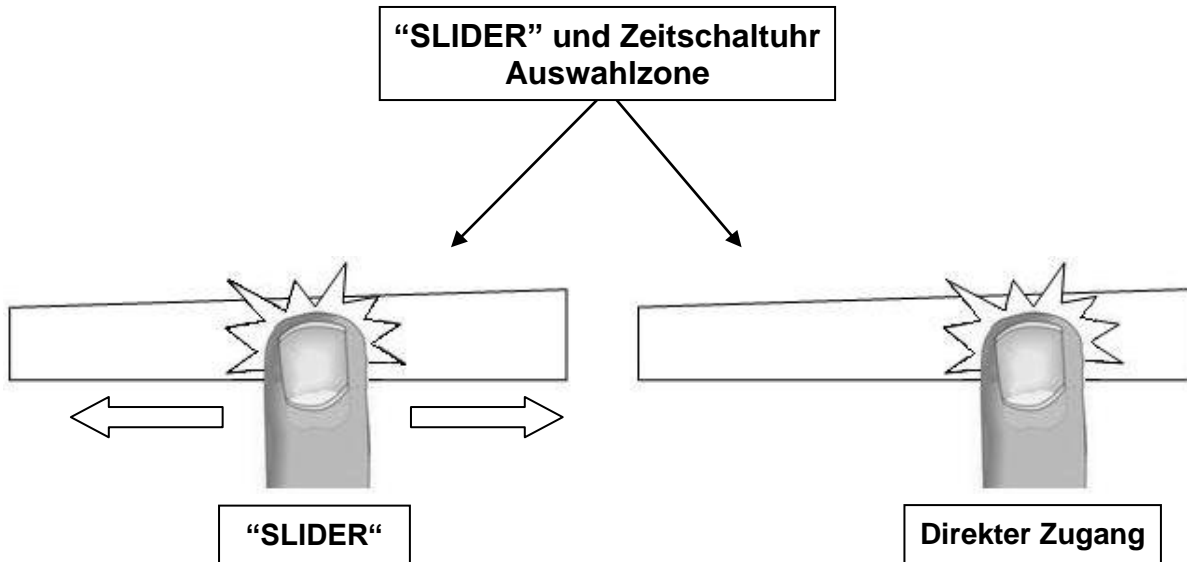 “SLIDER” und Zeitschaltuhr
Auswahlzone
“SLIDER“
Direkter Zugang